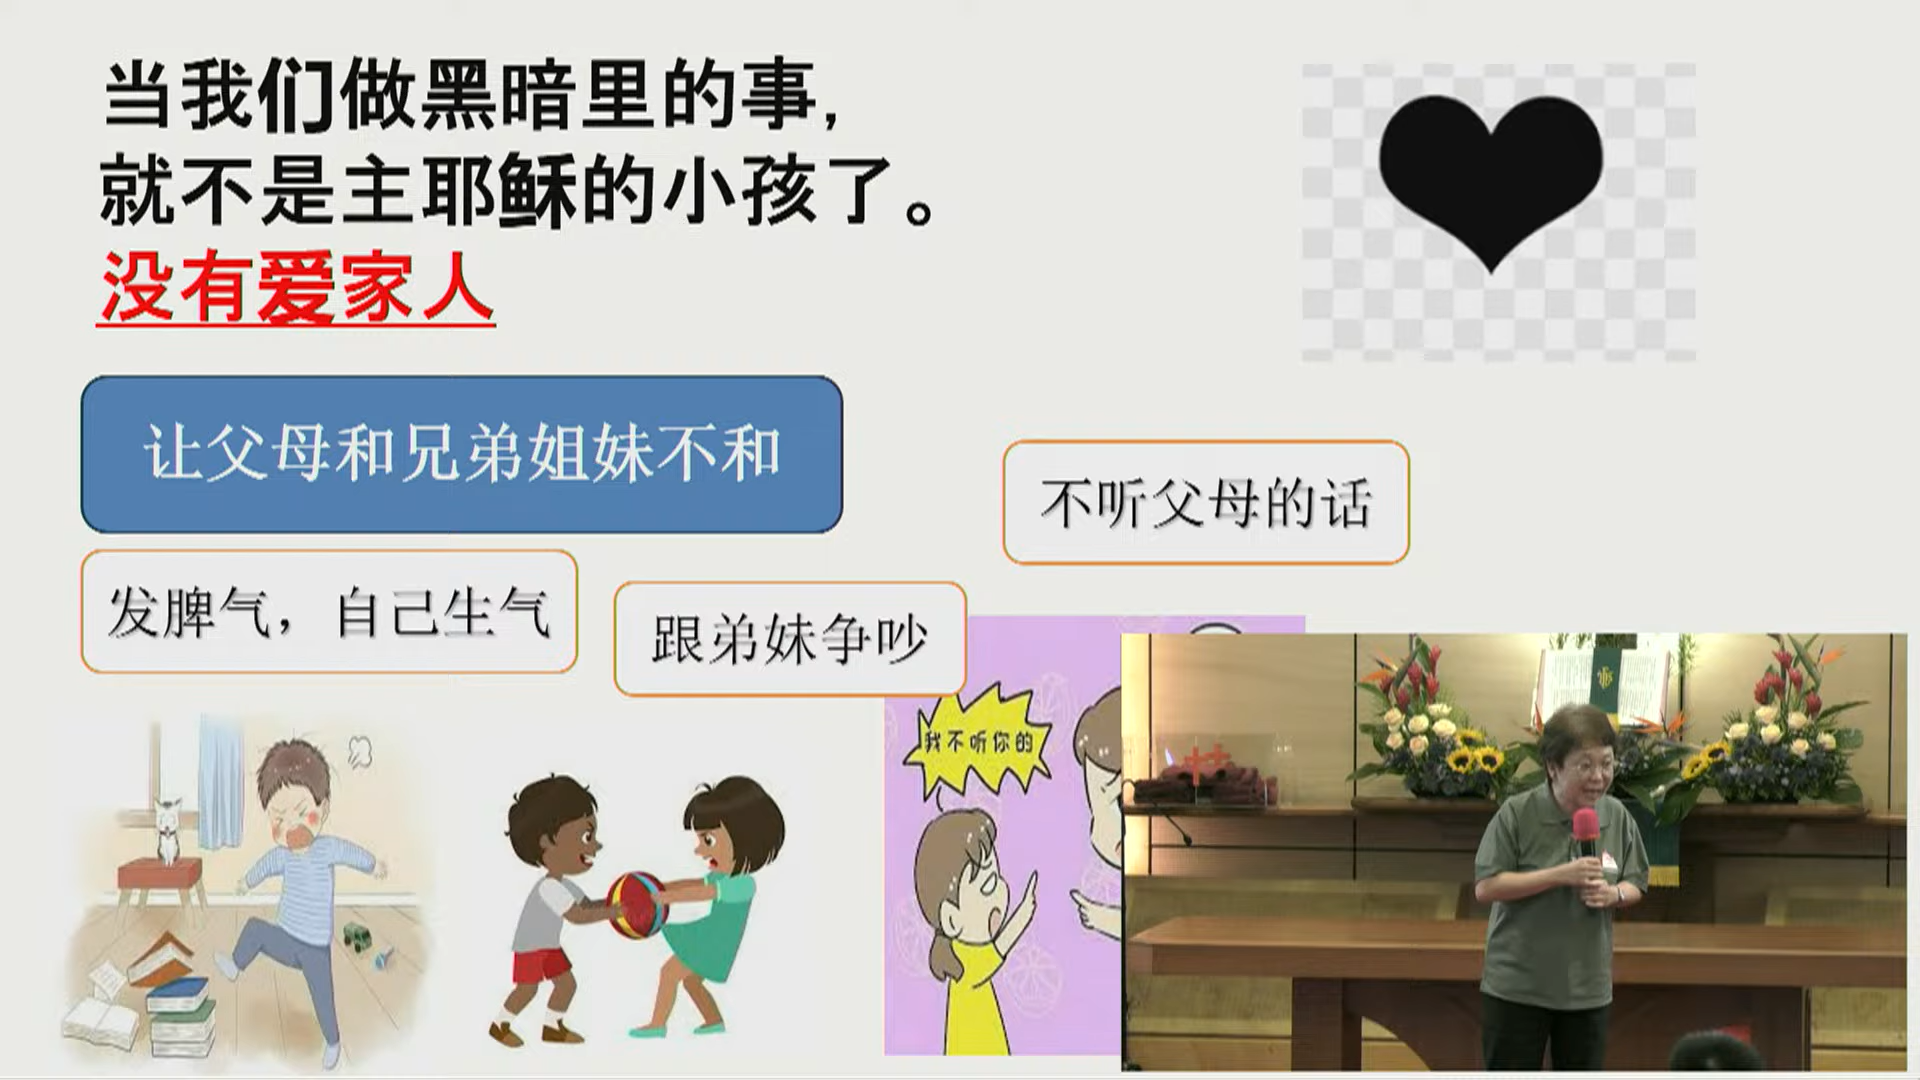 当我们做黑暗里的事，
就不是主耶稣的小孩了。
没有爱家人
让父母和兄弟姐妹不和
不听父母的话
发脾气，自己生气
跟弟妹争吵
我不听你的